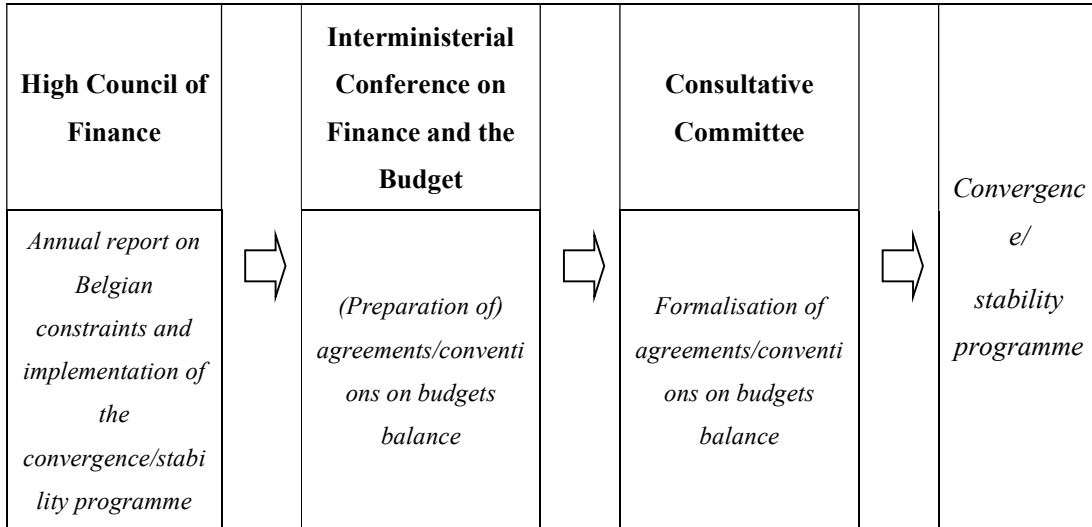 High Council of
Finance
Interministerial
Conference on
Finance and the
Budget
Consultative
Committee
Convergenc
e/
stability
programme
Annual report on
Belgian
constraints and
implementation of
the
convergence/stabi
lity programme
(Preparation of)
agreements/conventi
ons on budgets
balance
Formalisation of
agreements/conventi
ons on budgets
balance